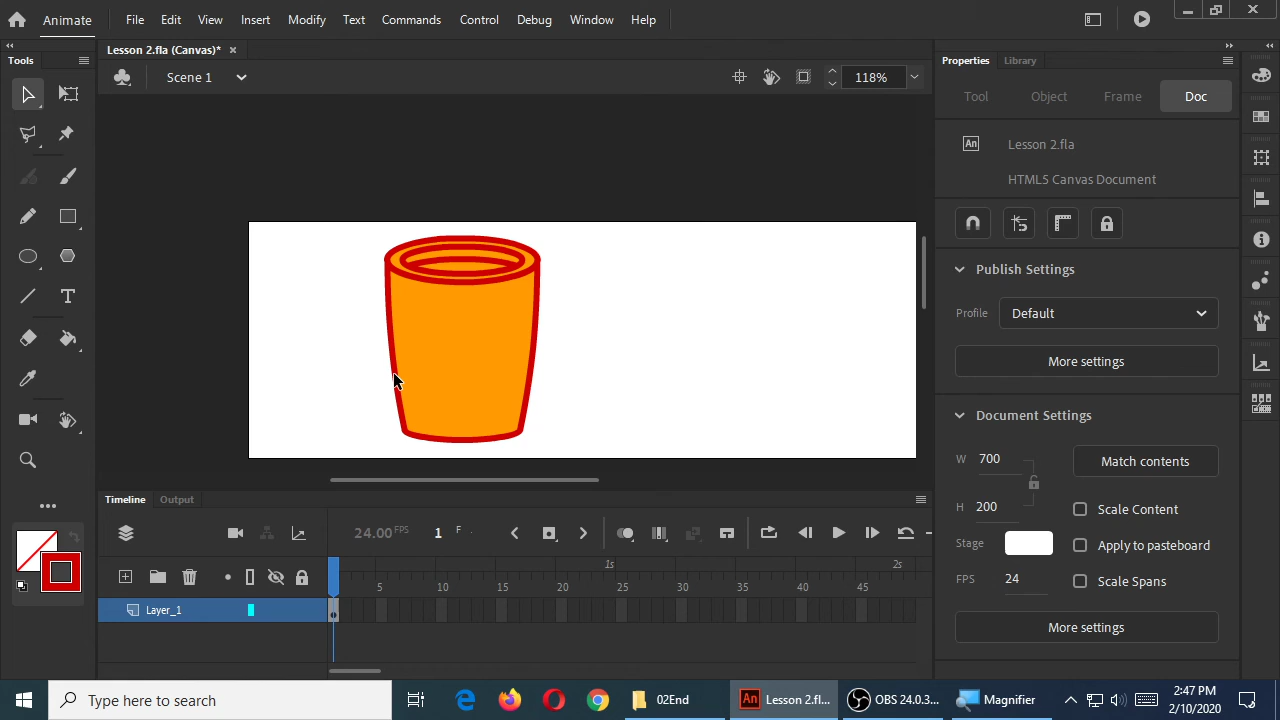 Animate File Edit View Insert Modify Text Commands Control Debug Window Help
Lesson 2.fla (Canvas)*
Tools
Scene 1
118%
Properties Library
Tool Object Frame Doc
An Lesson 2.fla
HTML5 Canvas Document
Publish Settings
Profile Default
More settings
Document Settings
W 700
Match contents
H 200
Scale Content
Stage
Apply to pasteboard
FPS 24
Scale Spans
More settings
Timeline Output
24.00 FPS 1 F
1s 2s
5 10 15 20 25 30 35 40 45
Layer_1
Type here to search
02End
An Lesson 2.fl...
OBS 24.0.3...
Magnifier
2:47 PM
2/10/2020